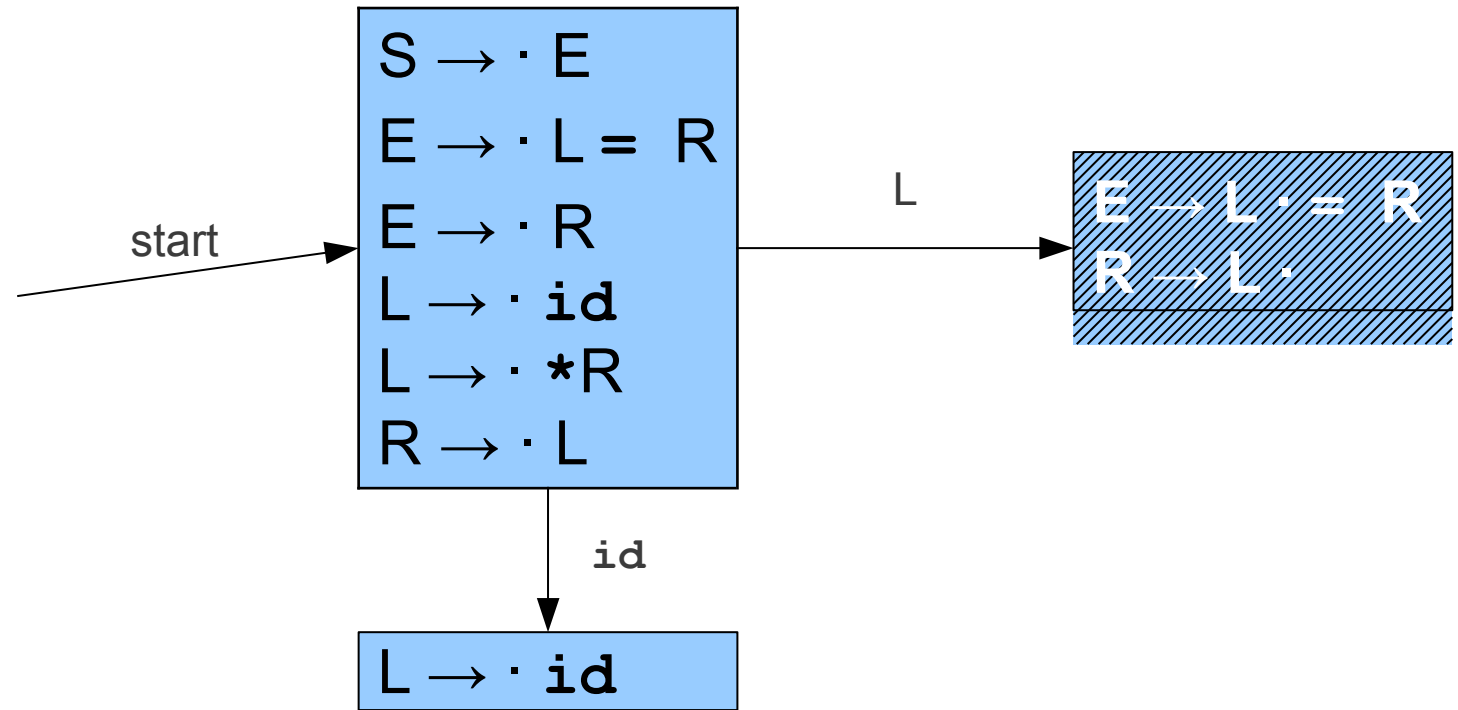 S → · E
E → · L = R
E → · R
L → · id
L → · *R
R → · L
start
L
E → L · = R
R → L ·
id
L → · id